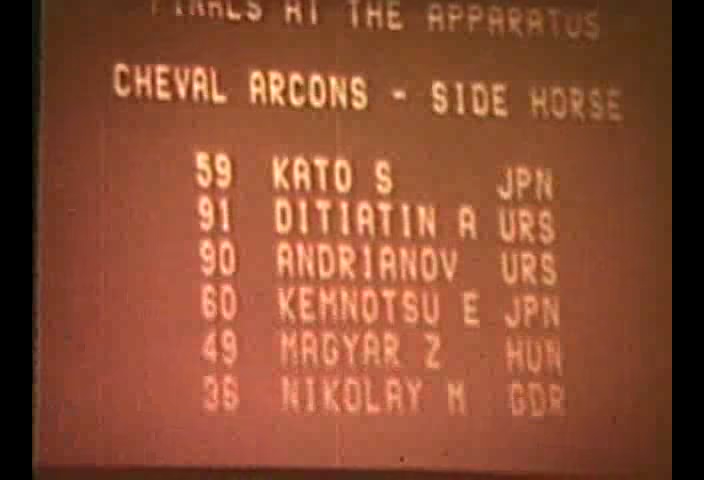 FINALS AT THE APPARATUS
CHEVAL ARCONS - SIDE HORSE
59 KATO S JPN
91 DITIATIN A URS
90 ANDRIANOV URS
60 KEMNOTSU E JPN
49 MAGYAR Z HUN
36 NIKOLAY M GDR